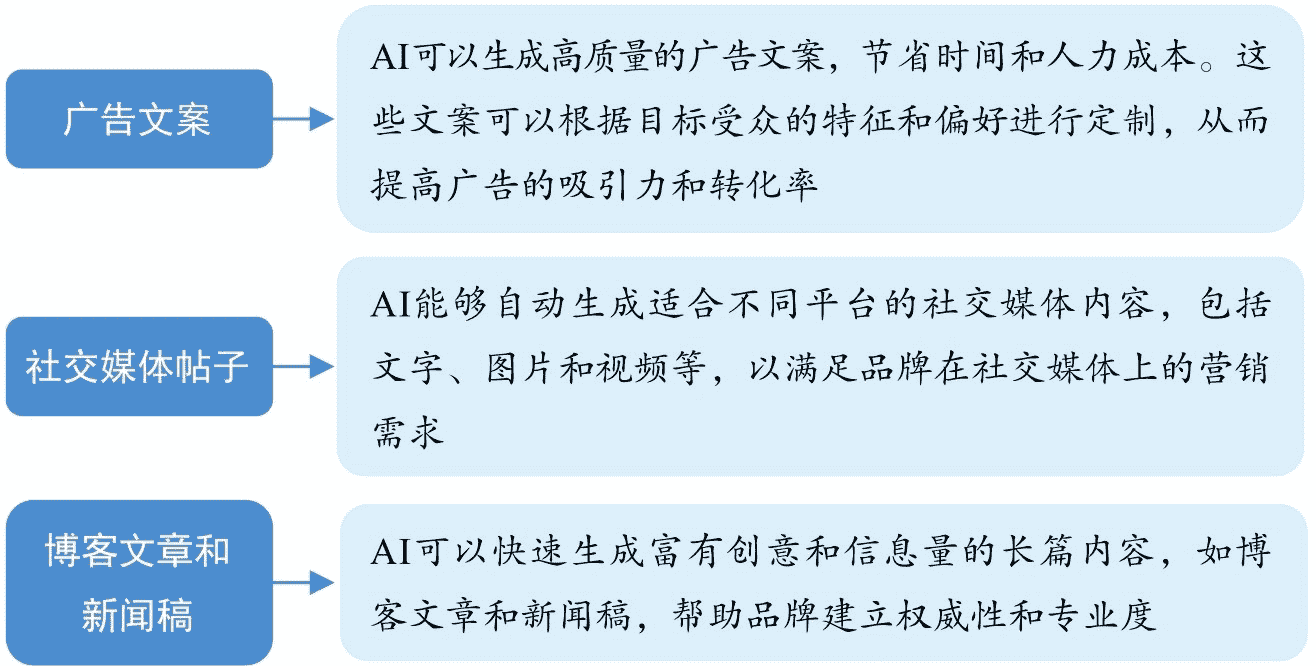 广告文案
AI可以生成高质量的广告文案，节省时间和人力成本。这
些文案可以根据目标受众的特征和偏好进行定制，从而
提高广告的吸引力和转化率
社交媒体帖子
AI能够自动生成适合不同平台的社交媒体内容，包括
文字、图片和视频等，以满足品牌在社交媒体上的营销
需求
博客文章和
新闻稿
AI可以快速生成富有创意和信息量的长篇内容，如博
客文章和新闻稿，帮助品牌建立权威性和专业度